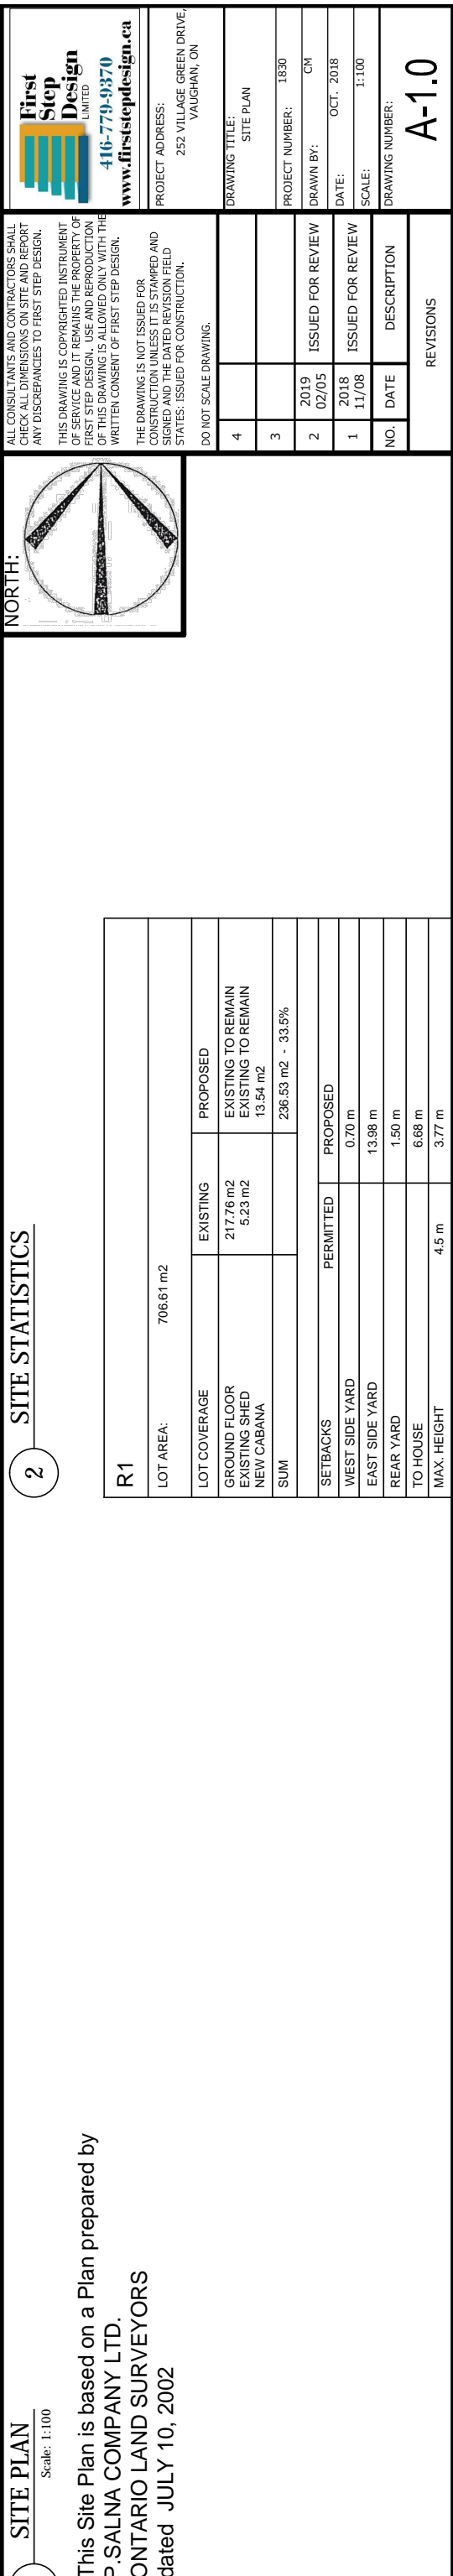 SITE PLAN
Scale: 1:100
This Site Plan is based on a Plan prepared by
P.SALNA COMPANY LTD.
ONTARIO LAND SURVEYORS
dated JULY 10, 2002
2 SITE STATISTICS
R1
LOT AREA: 706.61 m2
LOT COVERAGE EXISTING PROPOSED
GROUND FLOOR 217.76 m2 EXISTING TO REMAIN
EXISTING SHED 5.23 m2 EXISTING TO REMAIN
NEW CABANA 13.54 m2
SUM 236.53 m2 - 33.5%
SETBACKS PERMITTED PROPOSED
WEST SIDE YARD 0.70 m
EAST SIDE YARD 13.98 m
REAR YARD 1.50 m
TO HOUSE 6.68 m
MAX. HEIGHT 4.5 m 3.77 m
NORTH:
ALL CONSULTANTS AND CONTRACTORS SHALL
CHECK ALL DIMENSIONS ON SITE AND REPORT
ANY DISCREPANCIES TO FIRST STEP DESIGN.
THIS DRAWING IS COPYRIGHTED INSTRUMENT
OF SERVICE AND IT REMAINS THE PROPERTY OF
FIRST STEP DESIGN. USE AND REPRODUCTION
OF THIS DRAWING IS ALLOWED ONLY WITH THE
WRITTEN CONSENT OF FIRST STEP DESIGN.
THE DRAWING IS NOT ISSUED FOR
CONSTRUCTION UNLESS IT IS STAMPED AND
SIGNED AND THE DATED REVISION FIELD
STATES: ISSUED FOR CONSTRUCTION.
DO NOT SCALE DRAWING.
4
3
2 2019 02/05 ISSUED FOR REVIEW
1 2018 11/08 ISSUED FOR REVIEW
NO. DATE DESCRIPTION
REVISIONS
First
Step
Design
LIMITED
416-779-9370
www.firststepdesign.ca
PROJECT ADDRESS:
252 VILLAGE GREEN DRIVE,
VAUGHAN, ON
DRAWING TITLE:
SITE PLAN
PROJECT NUMBER: 1830
DRAWN BY: CM
DATE: OCT. 2018
SCALE: 1:100
DRAWING NUMBER:
A-1.0